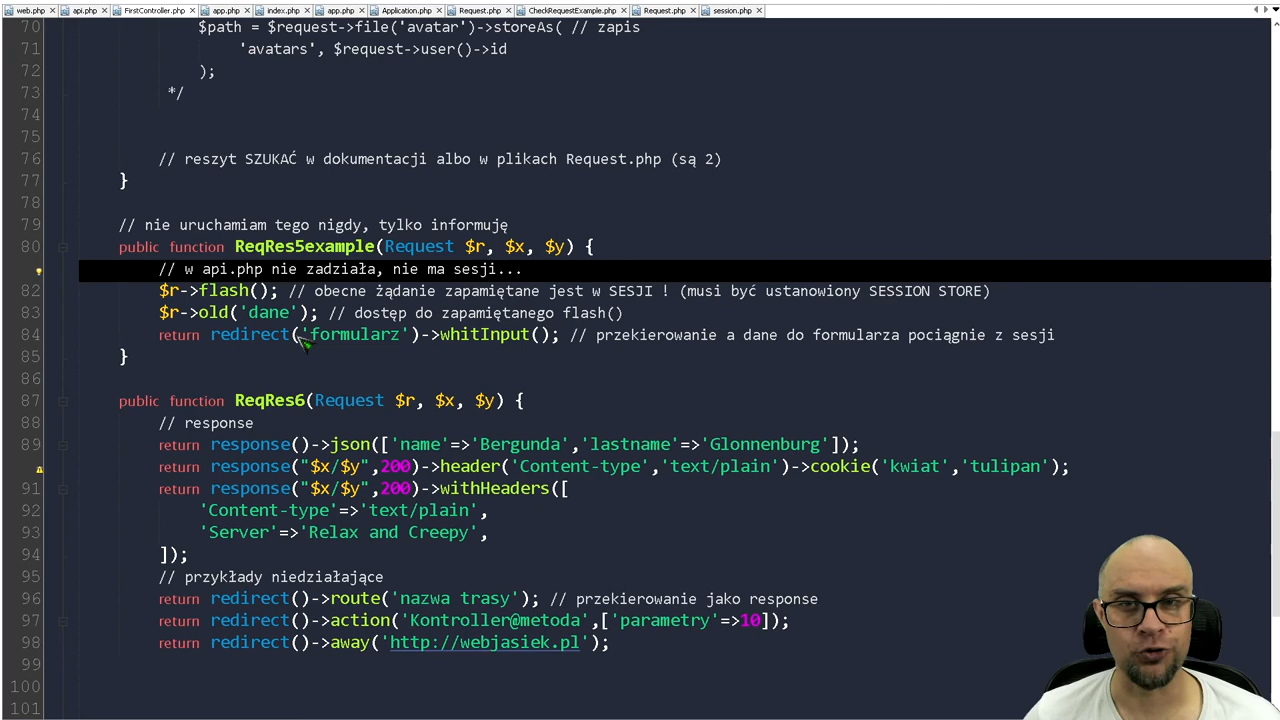 web.php api.php FirstController.php app.php index.php app.php Application.php Request.php CheckRequestExample.php Request.php session.php
70 $path = $request->file('avatar')->storeAs( // zapis
71 'avatars', $request->user()->id
72 );
73 */
74
75
76 // reszyt SZUKAĆ w dokumentacji albo w plikach Request.php (są 2)
77 }
78
79 // nie uruchamiam tego nigdy, tylko informuję
80 public function ReqRes5example(Request $r, $x, $y) {
// w api.php nie zadziała, nie ma sesji...
82 $r->flash(); // obecne żądanie zapamiętane jest w SESJI ! (musi być ustanowiony SESSION STORE)
83 $r->old('dane'); // dostęp do zapamiętanego flash()
84 return redirect('formularz')->whitInput(); // przekierowanie a dane do formularza pociągnie z sesji
85 }
86
87 public function ReqRes6(Request $r, $x, $y) {
88 // response
89 return response()->json(['name'=>'Bergunda','lastname'=>'Glonnenburg']);
return response("$x/$y",200)->header('Content-type','text/plain')->cookie('kwiat','tulipan');
91 return response("$x/$y",200)->withHeaders([
92 'Content-type'=>'text/plain',
93 'Server'=>'Relax and Creepy',
94 ]);
95 // przykłady niedziałające
96 return redirect()->route('nazwa trasy'); // przekierowanie jako response
97 return redirect()->action('Kontroller@metoda',['parametry'=>10]);
98 return redirect()->away('http://webjasiek.pl');
99
100
101